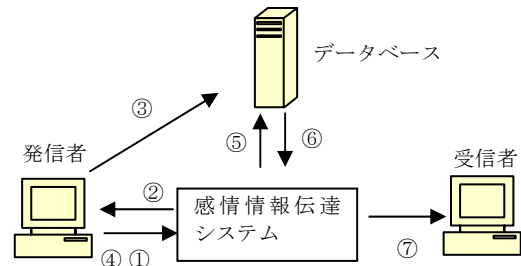 データベース
③
発信者
⑤
⑥
受信者
②
感情情報伝達
システム
④ ①
⑦